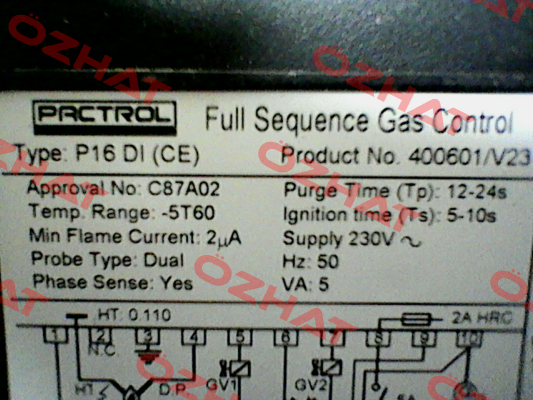 PACTROL Full Sequence Gas Control
Type: P16 DI (CE) Product No. 400601/V23
Approval No: C87A02 Purge Time (Tp): 12-24s
Temp. Range: -5T60 Ignition time (Ts): 5-10s
Min Flame Current: 2µA Supply 230V ~
Probe Type: Dual Hz: 50
Phase Sense: Yes VA: 5
HT: 0.110 2A HRC
1 2 3 4 5 6 7 8 9 10
N.C.
HT D.P. GV1 GV2 5A
OZHAT
OZHAT
OZHAT
OZHAT
OZHAT
OZHAT
OZHAT